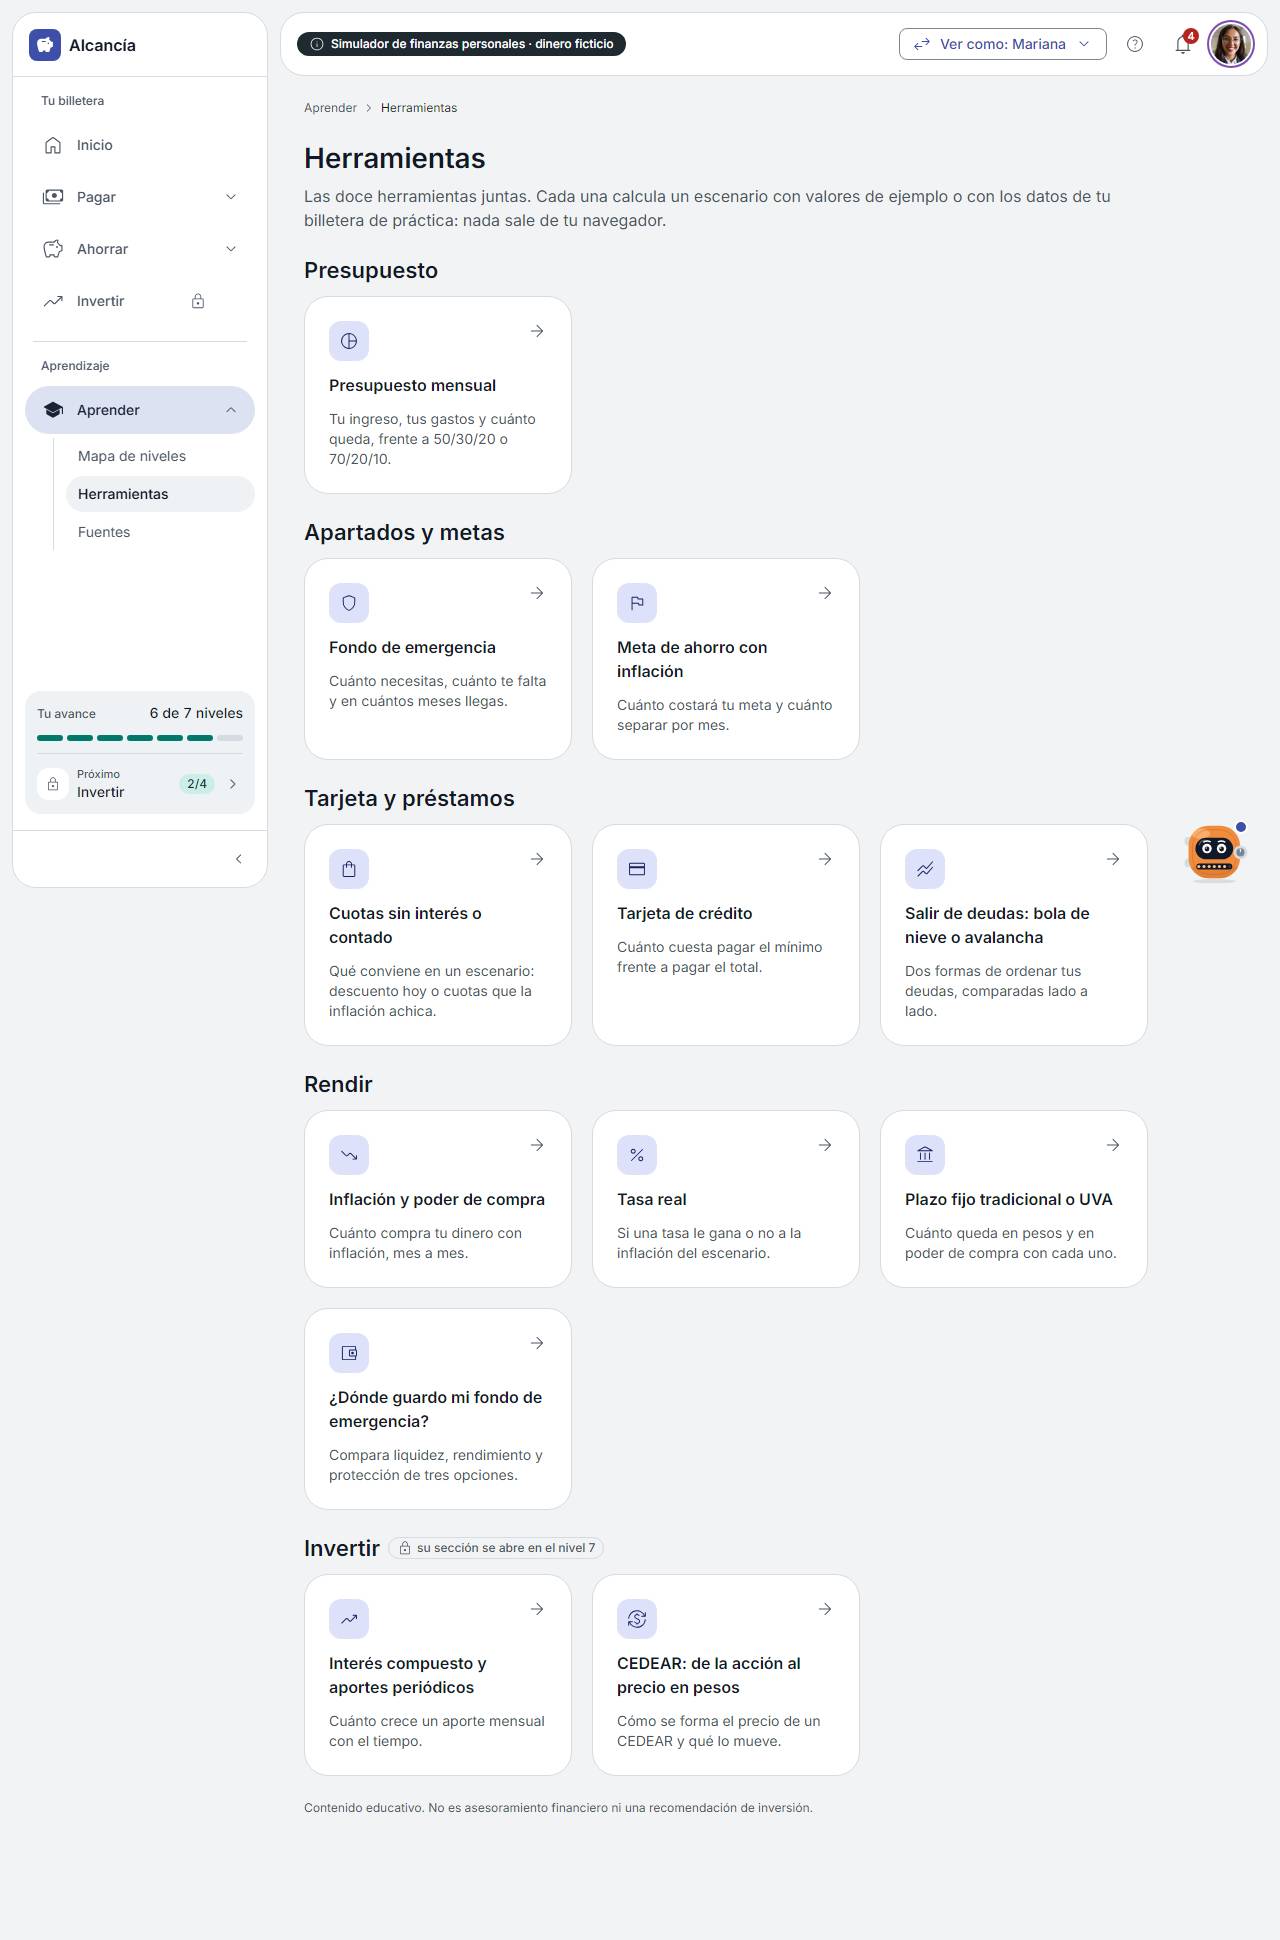 Alcancía
Simulador de finanzas personales · dinero ficticio
Ver como: Mariana
4
Tu billetera
Inicio
Pagar
Ahorrar
Invertir
Aprendizaje
Aprender
Mapa de niveles
Herramientas
Fuentes
Tu avance
6 de 7 niveles
Próximo
Invertir
2/4
Aprender
Herramientas
Herramientas
Las doce herramientas juntas. Cada una calcula un escenario con valores de ejemplo o con los datos de tu
billetera de práctica: nada sale de tu navegador.
Presupuesto
Presupuesto mensual
Tu ingreso, tus gastos y cuánto
queda, frente a 50/30/20 o
70/20/10.
Apartados y metas
Fondo de emergencia
Cuánto necesitas, cuánto te falta
y en cuántos meses llegas.
Meta de ahorro con
inflación
Cuánto costará tu meta y cuánto
separar por mes.
Tarjeta y préstamos
Cuotas sin interés o
contado
Qué conviene en un escenario:
descuento hoy o cuotas que la
inflación achica.
Tarjeta de crédito
Cuánto cuesta pagar el mínimo
frente a pagar el total.
Salir de deudas: bola de
nieve o avalancha
Dos formas de ordenar tus
deudas, comparadas lado a
lado.
Rendir
Inflación y poder de compra
Cuánto compra tu dinero con
inflación, mes a mes.
Tasa real
Si una tasa le gana o no a la
inflación del escenario.
Plazo fijo tradicional o UVA
Cuánto queda en pesos y en
poder de compra con cada uno.
¿Dónde guardo mi fondo de
emergencia?
Compara liquidez, rendimiento y
protección de tres opciones.
Invertir
su sección se abre en el nivel 7
Interés compuesto y
aportes periódicos
Cuánto crece un aporte mensual
con el tiempo.
CEDEAR: de la acción al
precio en pesos
Cómo se forma el precio de un
CEDEAR y qué lo mueve.
Contenido educativo. No es asesoramiento financiero ni una recomendación de inversión.